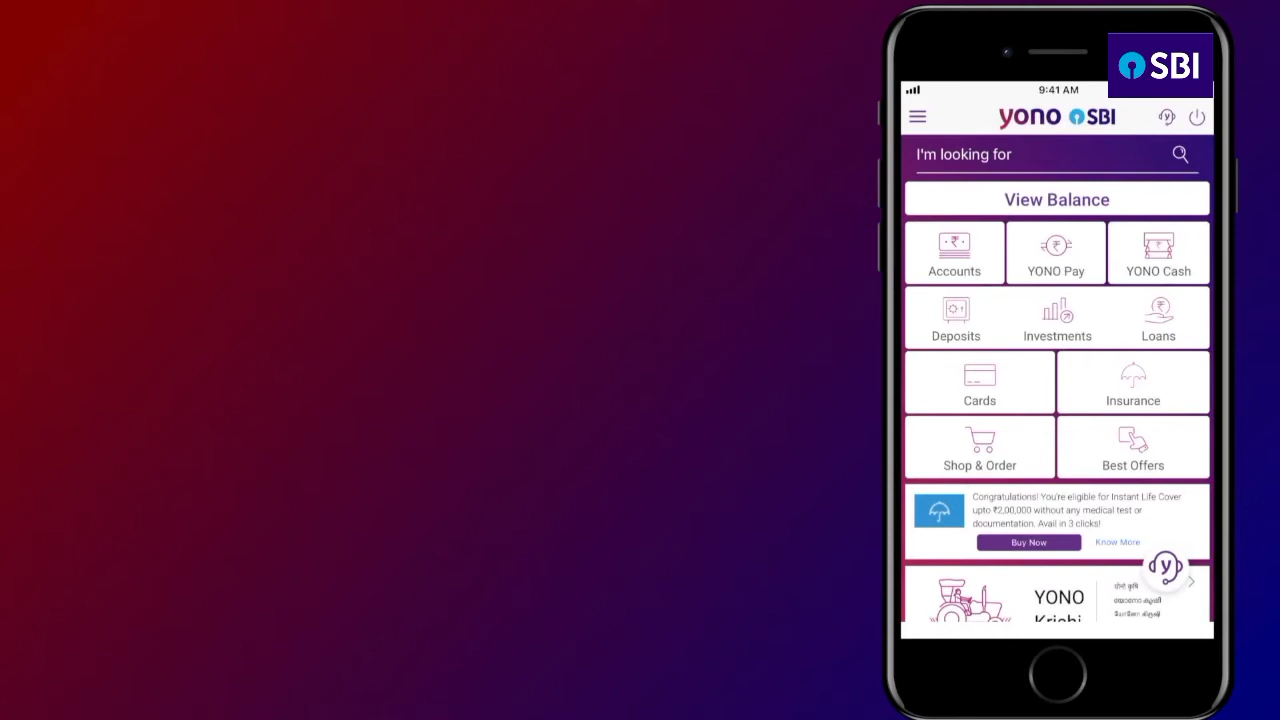 SBI
9:41 AM
yono SBI
I'm looking for
View Balance
Accounts
YONO Pay
YONO Cash
Deposits
Investments
Loans
Cards
Insurance
Shop & Order
Best Offers
Congratulations! You're eligible for Instant Life Cover
upto ₹2,00,000 without any medical test or
documentation. Avail in 3 clicks!
Buy Now
Know More
YONO
Krishi
योनो कृषि